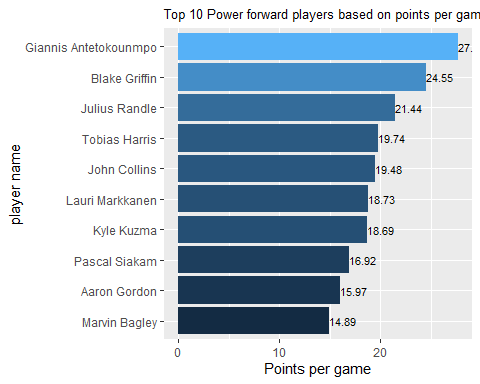 Top 10 Power forward players based on points per gam
Giannis Antetokounmpo 27.
Blake Griffin 24.55
Julius Randle 21.44
Tobias Harris 19.74
John Collins 19.48
Lauri Markkanen 18.73
Kyle Kuzma 18.69
Pascal Siakam 16.92
Aaron Gordon 15.97
Marvin Bagley 14.89
player name
0 10 20
Points per game